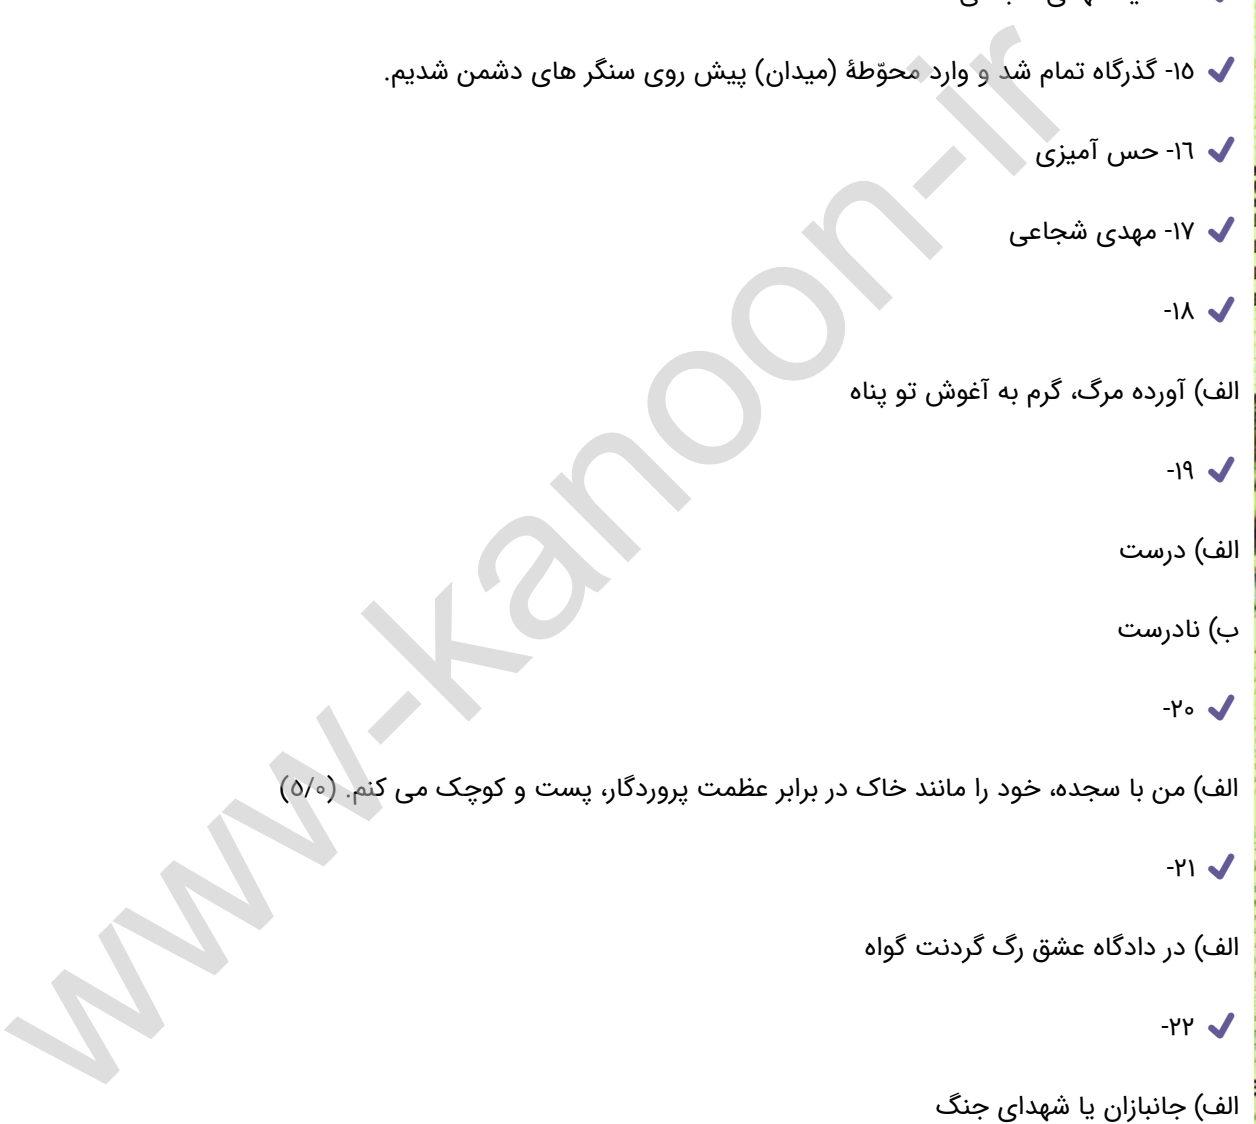 ۱۵- گذرگاه تمام شد و وارد محوّطهٔ (میدان) پیش روی سنگر های دشمن شدیم.
۱۶- حس آمیزی
۱۷- مهدی شجاعی
۱۸-
الف) آورده مرگ، گرم به آغوش تو پناه
۱۹-
الف) درست
ب) نادرست
۲۰-
الف) من با سجده، خود را مانند خاک در برابر عظمت پروردگار، پست و کوچک می کنم. (۵/۰)
۲۱-
الف) در دادگاه عشق رگ گردنت گواه
۲۲-
الف) جانبازان یا شهدای جنگ
www-kanoon-ir